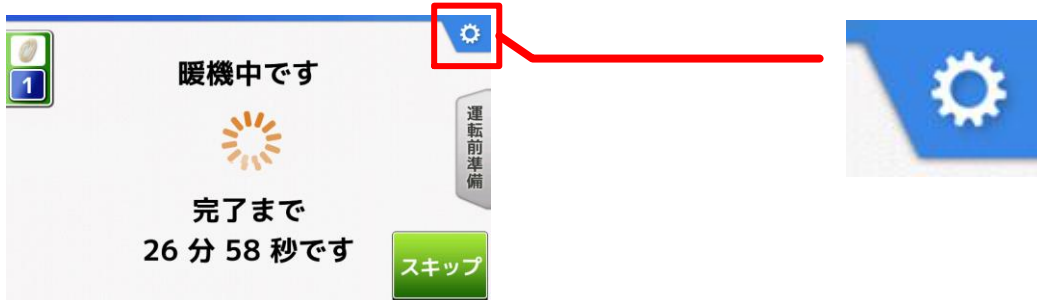 1
暖機中です
運転前準備
完了まで
26 分 58 秒です
スキップ